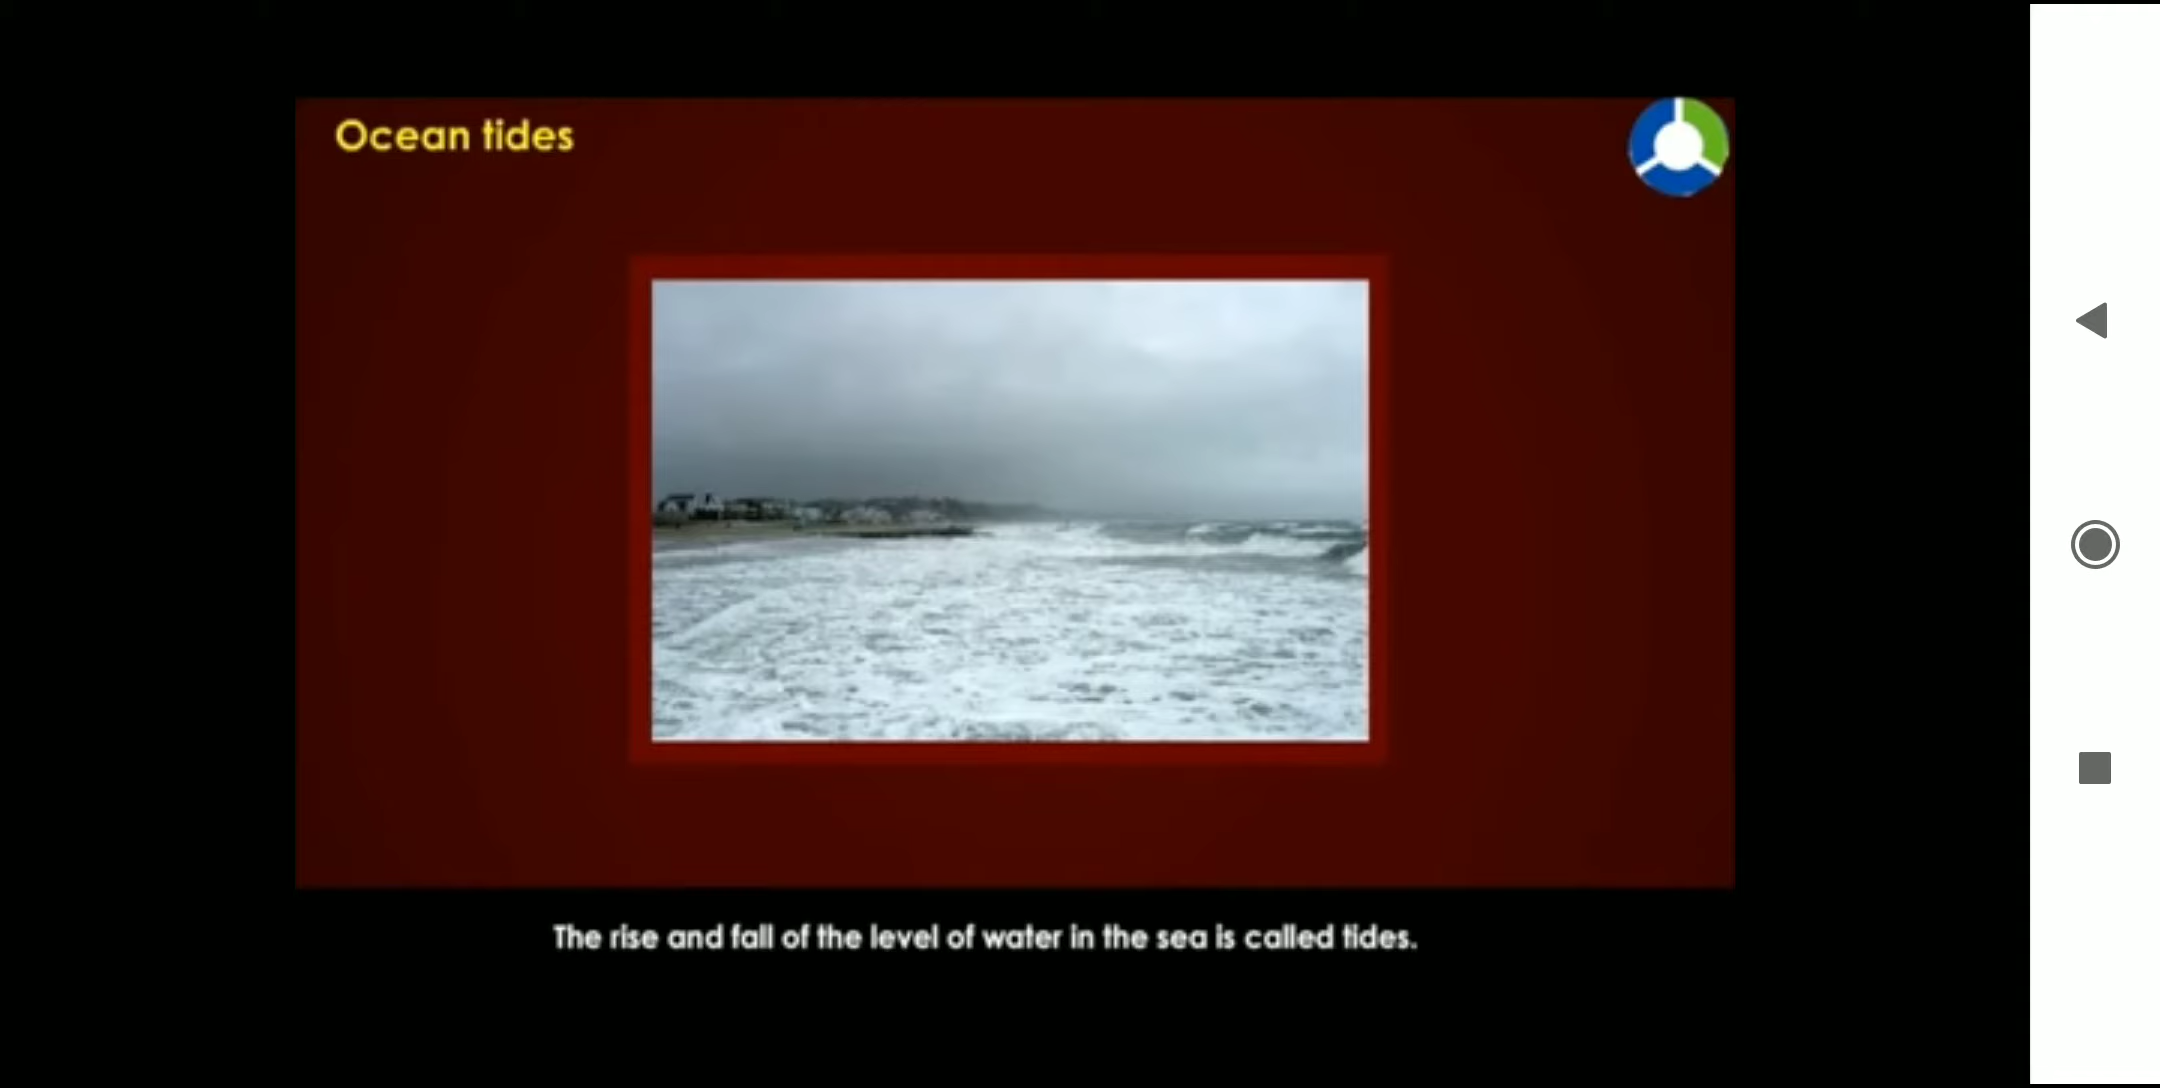 Ocean tides
The rise and fall of the level of water in the sea is called tides.